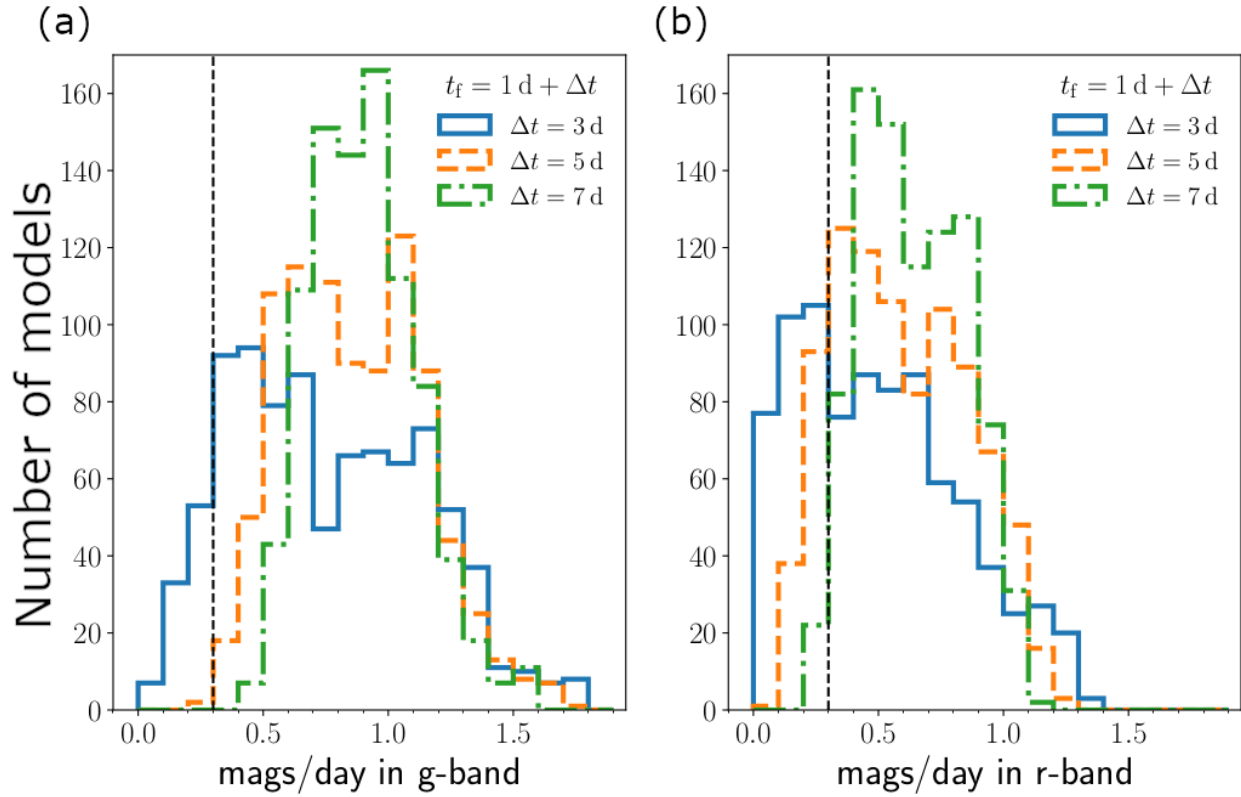 (a)
(b)
Number of models
160
140
120
100
80
60
40
20
0
t_f = 1 d + Δt
Δt = 3 d
Δt = 5 d
Δt = 7 d
0.0 0.5 1.0 1.5
mags/day in g-band
160
140
120
100
80
60
40
20
0
t_f = 1 d + Δt
Δt = 3 d
Δt = 5 d
Δt = 7 d
0.0 0.5 1.0 1.5
mags/day in r-band